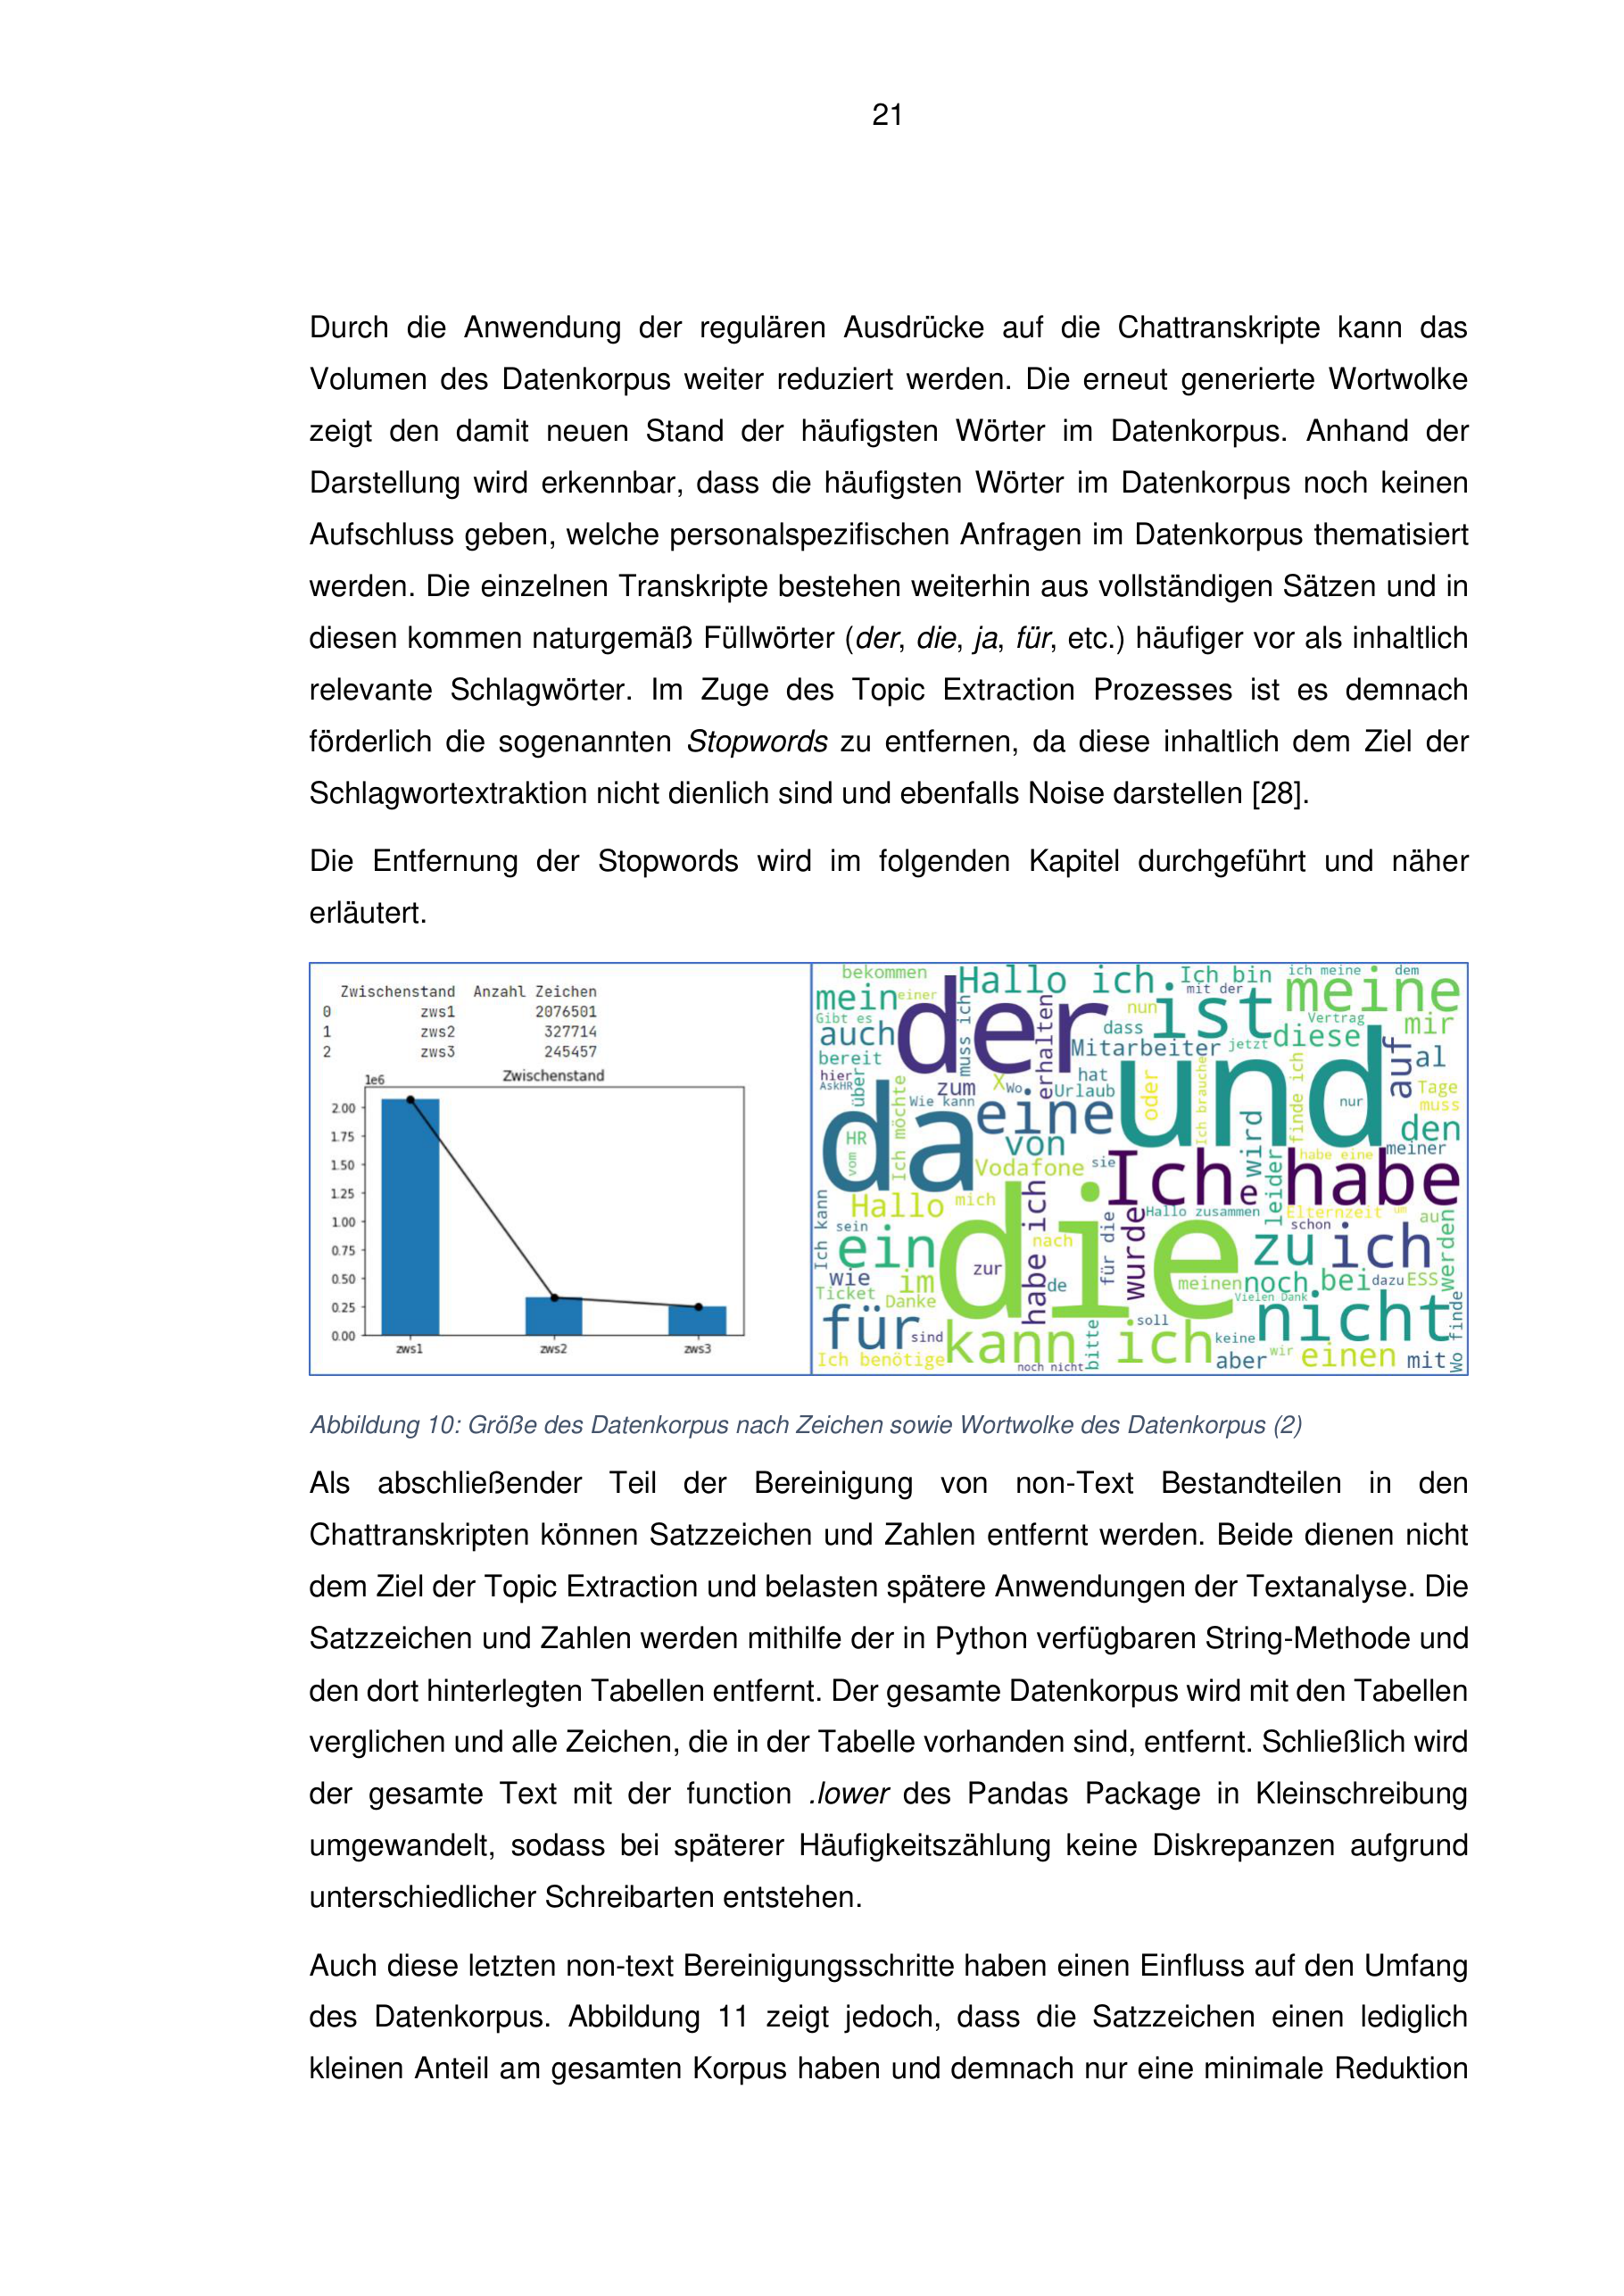 21
Durch die Anwendung der regulären Ausdrücke auf die Chattranskripte kann das
Volumen des Datenkorpus weiter reduziert werden. Die erneut generierte Wortwolke
zeigt den damit neuen Stand der häufigsten Wörter im Datenkorpus. Anhand der
Darstellung wird erkennbar, dass die häufigsten Wörter im Datenkorpus noch keinen
Aufschluss geben, welche personalspezifischen Anfragen im Datenkorpus thematisiert
werden. Die einzelnen Transkripte bestehen weiterhin aus vollständigen Sätzen und in
diesen kommen naturgemäß Füllwörter (der, die, ja, für, etc.) häufiger vor als inhaltlich
relevante Schlagwörter. Im Zuge des Topic Extraction Prozesses ist es demnach
förderlich die sogenannten Stopwords zu entfernen, da diese inhaltlich dem Ziel der
Schlagwortextraktion nicht dienlich sind und ebenfalls Noise darstellen [28].
Die Entfernung der Stopwords wird im folgenden Kapitel durchgeführt und näher
erläutert.
Zwischenstand Anzahl Zeichen
0 zws1 2076501
1 zws2 327714
2 zws3 245457
Zwischenstand
1e6
2.00
1.75
1.50
1.25
1.00
0.75
0.50
0.25
0.00
zws1 zws2 zws3
bekommen
Hallo ich
Ich bin
ich meine
dem
mein
einer
mit der
meine
Gibt es
der
muss ich
erhalten
nun
ist
Vertrag
mir
auch
dass
diese
bereit
Mitarbeiter
jetzt
auf
al
hier
AskHR
über
zum
X
Wo
hat
Urlaub
oder
Ich brauche
und
finde ich
nur
Tage
muss
da
Ich möchte
Wie kann
eine
den
HR
vom
von
wird
meiner
Vodafone
sie
Ich
e
leider
habe eine
habe
Ich kann
Hallo
mich
habe ich
Hallo zusammen
Elternzeit
um
au
sein
die
für die
wurde
schon
werden
ein
nach
zu
ich
wie
im
zur
de
meinen
noch
bei
dazu
ESS
Ticket
Danke
Vielen Dank
für
sind
kann
soll
ich
keine
nicht
Wo finde
Ich benötige
noch nicht
bitte
aber
wir
einen
mit
Abbildung 10: Größe des Datenkorpus nach Zeichen sowie Wortwolke des Datenkorpus (2)
Als abschließender Teil der Bereinigung von non-Text Bestandteilen in den
Chattranskripten können Satzzeichen und Zahlen entfernt werden. Beide dienen nicht
dem Ziel der Topic Extraction und belasten spätere Anwendungen der Textanalyse. Die
Satzzeichen und Zahlen werden mithilfe der in Python verfügbaren String-Methode und
den dort hinterlegten Tabellen entfernt. Der gesamte Datenkorpus wird mit den Tabellen
verglichen und alle Zeichen, die in der Tabelle vorhanden sind, entfernt. Schließlich wird
der gesamte Text mit der function .lower des Pandas Package in Kleinschreibung
umgewandelt, sodass bei späterer Häufigkeitszählung keine Diskrepanzen aufgrund
unterschiedlicher Schreibarten entstehen.
Auch diese letzten non-text Bereinigungsschritte haben einen Einfluss auf den Umfang
des Datenkorpus. Abbildung 11 zeigt jedoch, dass die Satzzeichen einen lediglich
kleinen Anteil am gesamten Korpus haben und demnach nur eine minimale Reduktion